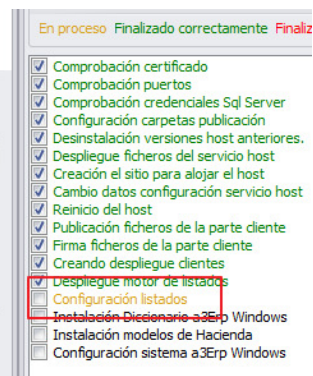 En proceso Finalizado correctamente Finaliz
Comprobación certificado
Comprobación puertos
Comprobación credenciales Sql Server
Configuración carpetas publicación
Desinstalación versiones host anteriores.
Despliegue ficheros del servicio host
Creación el sitio para alojar el host
Cambio datos configuración servicio host
Reinicio del host
Publicación ficheros de la parte cliente
Firma ficheros de la parte cliente
Creando despliegue clientes
Despliegue motor de listados
Configuración listados
Instalación Diccionario a3Erp Windows
Instalación modelos de Hacienda
Configuración sistema a3Erp Windows